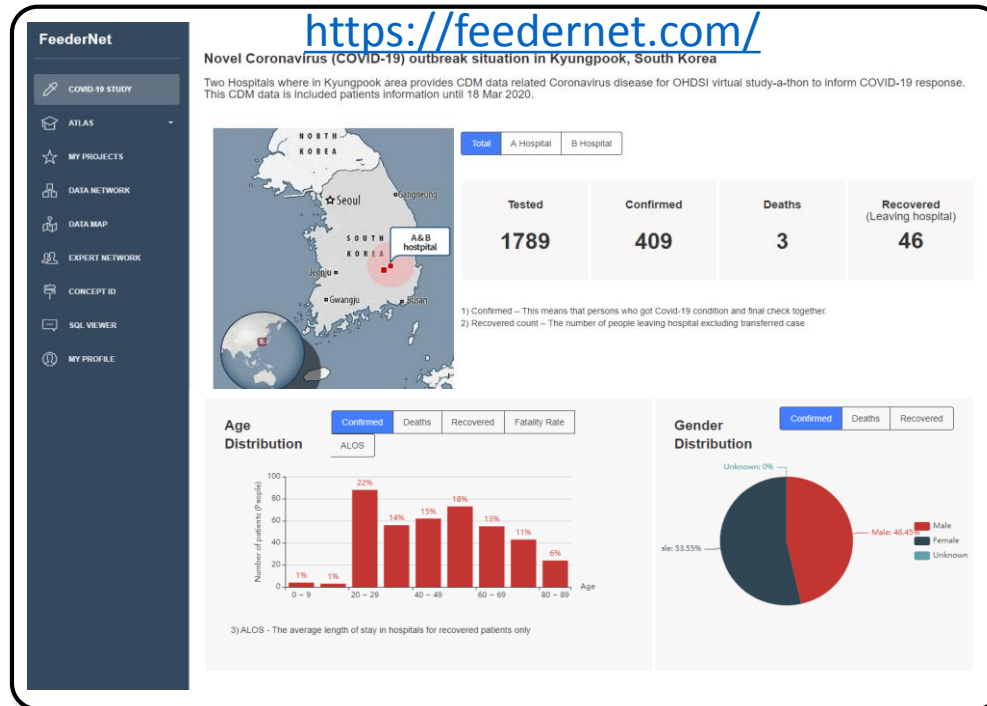 https://feedernet.com/
FeederNet
COVID-19 STUDY
ATLAS
MY PROJECTS
DATA NETWORK
DATA MAP
EXPERT NETWORK
CONCEPT ID
SQL VIEWER
MY PROFILE
Novel Coronavirus (COVID-19) outbreak situation in Kyungpook, South Korea
Two Hospitals where in Kyungpook area provides CDM data related Coronavirus disease for OHDSI virtual study-a-thon to inform COVID-19 response.
This CDM data is included patients information until 18 Mar 2020.
NORTH
KOREA
Seoul
Gangneung
SOUTH
KOREA
A&B
hostpital
Jeonju
Gwangju
Busan
Total A Hospital B Hospital
Tested
1789
Confirmed
409
Deaths
3
Recovered
(Leaving hospital)
46
1) Confirmed – This means that persons who got Covid-19 condition and final check together.
2) Recovered count – The number of people leaving hospital excluding transferred case
Age
Distribution
Confirmed Deaths Recovered Fatality Rate
ALOS
Number of patients (People)
100
80
60
40
20
0
1% 1% 22% 14% 15% 18% 13% 11% 6%
0 ~ 9 20 ~ 29 40 ~ 49 60 ~ 69 80 ~ 89
Age
3) ALOS - The average length of stay in hospitals for recovered patients only
Gender
Distribution
Confirmed Deaths Recovered
Unknown: 0%
Male: 46.45%
ale: 53.55%
Male
Female
Unknown